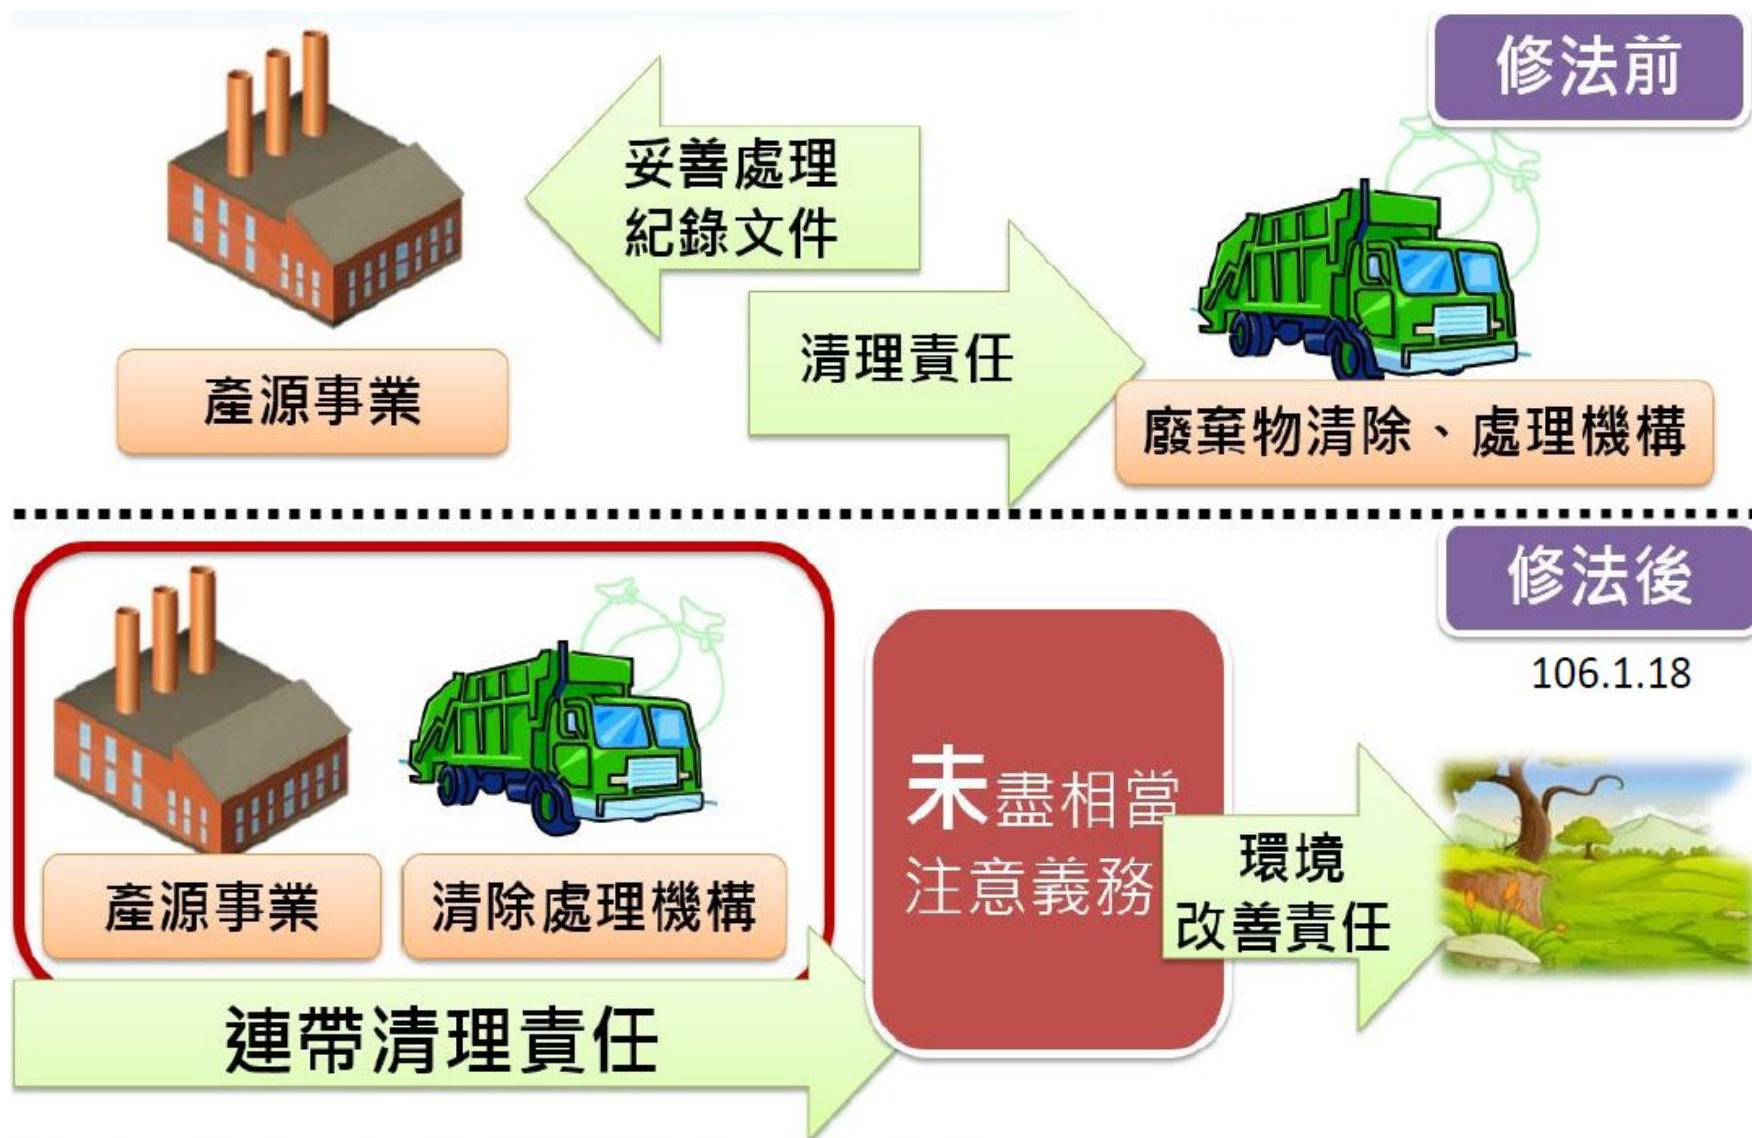 修法前
妥善處理
紀錄文件
清理責任
產源事業
廢棄物清除、處理機構
修法後
106.1.18
未盡相當
注意義務
環境
改善責任
產源事業
清除處理機構
連帶清理責任